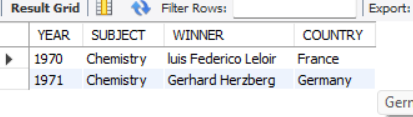 Result Grid Filter Rows: Export:
YEAR SUBJECT WINNER COUNTRY
1970 Chemistry luis Federico Leloir France
1971 Chemistry Gerhard Herzberg Germany